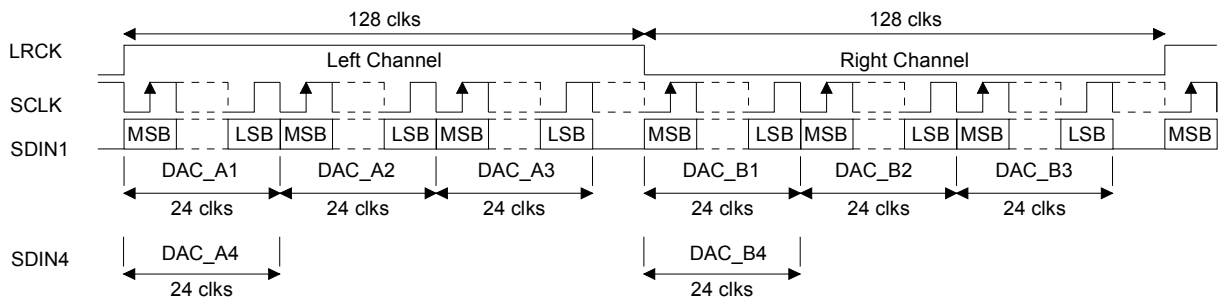 128 clks 128 clks
LRCK Left Channel Right Channel
SCLK
SDIN1 MSB LSB MSB LSB MSB LSB MSB LSB MSB LSB MSB LSB MSB
DAC_A1 DAC_A2 DAC_A3 DAC_B1 DAC_B2 DAC_B3
24 clks 24 clks 24 clks 24 clks 24 clks 24 clks
SDIN4 DAC_A4 DAC_B4
24 clks 24 clks